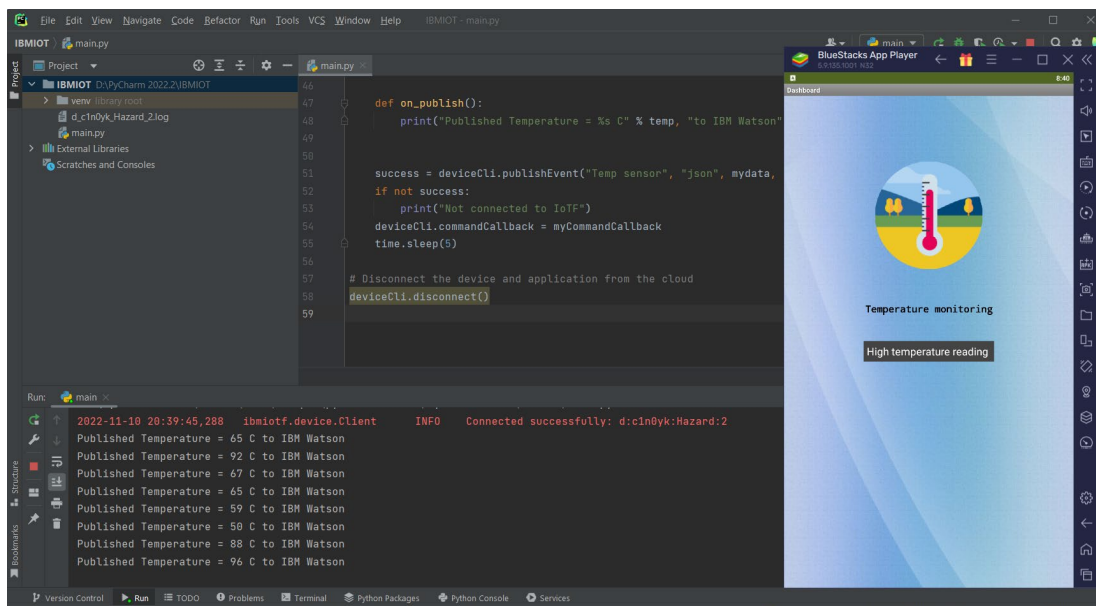 File Edit View Navigate Code Refactor Run Tools VCS Window Help IBMIOT - main.py
IBMIOT main.py
main
Project
main.py
Project
IBMIOT D:\PyCharm 2022.2\IBMIOT
venv library root
d_c1n0yk_Hazard_2.log
main.py
External Libraries
Scratches and Consoles
46
47 def on_publish():
48 print("Published Temperature = %s C" % temp, "to IBM Watson"
49
50
51 success = deviceCli.publishEvent("Temp sensor", "json", mydata,
52 if not success:
53 print("Not connected to IoTF")
54 deviceCli.commandCallback = myCommandCallback
55 time.sleep(5)
56
57 # Disconnect the device and application from the cloud
58 deviceCli.disconnect()
59
BlueStacks App Player
5.9.135.1001 N32
8:40
Dashboard
Temperature monitoring
High temperature reading
Run: main
2022-11-10 20:39:45,288 ibmiotf.device.Client INFO Connected successfully: d:c1n0yk:Hazard:2
Published Temperature = 65 C to IBM Watson
Published Temperature = 92 C to IBM Watson
Published Temperature = 67 C to IBM Watson
Published Temperature = 65 C to IBM Watson
Published Temperature = 59 C to IBM Watson
Published Temperature = 50 C to IBM Watson
Published Temperature = 88 C to IBM Watson
Published Temperature = 96 C to IBM Watson
Structure
Bookmarks
Version Control Run TODO Problems Terminal Python Packages Python Console Services